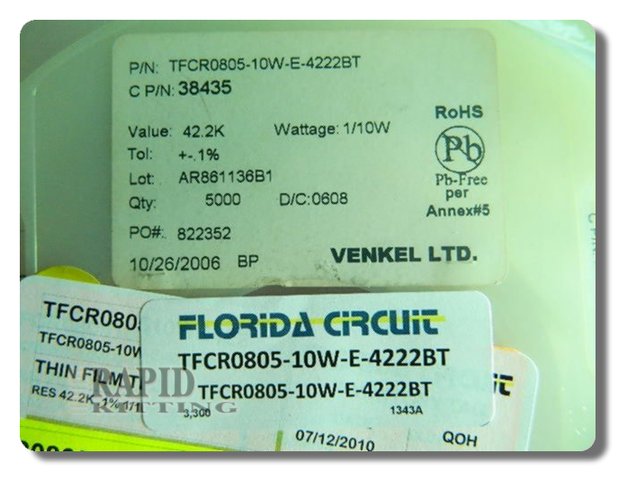 P/N: TFCR0805-10W-E-4222BT
C P/N: 38435
Value: 42.2K Wattage: 1/10W
Tol: +-.1%
Lot: AR861136B1
Qty: 5000 D/C:0608
PO#: 822352
10/26/2006 BP
RoHS
Pb
Pb-Free
per
Annex#5
VENKEL LTD.
TFCR080
TFCR0805-10W
THIN FILM
RES 42.2K
FLORIDA CIRCUIT
TFCR0805-10W-E-4222BT
TFCR0805-10W-E-4222BT
3,300 1343A
RAPID
KITTING
07/12/2010 QOH